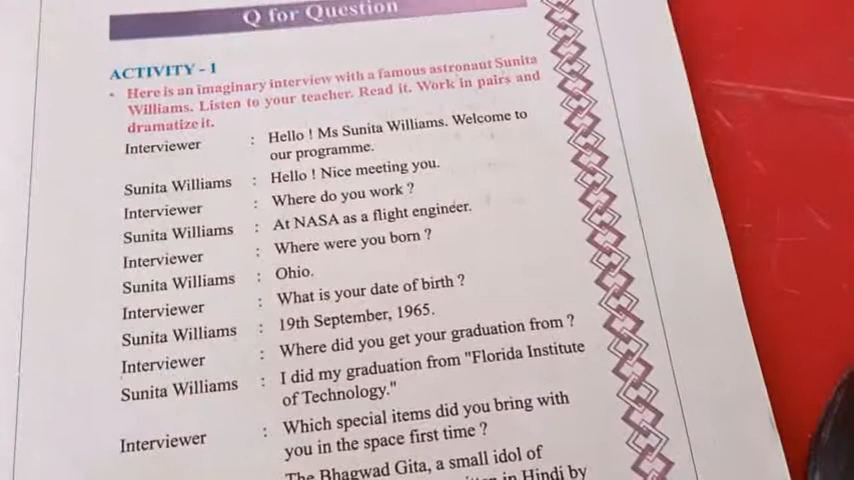 Q for Question
ACTIVITY - 1
• Here is an imaginary interview with a famous astronaut Sunita
Williams. Listen to your teacher. Read it. Work in pairs and
dramatize it.
Interviewer : Hello ! Ms Sunita Williams. Welcome to
our programme.
Sunita Williams : Hello ! Nice meeting you.
Interviewer : Where do you work ?
Sunita Williams : At NASA as a flight engineer.
Interviewer : Where were you born ?
Sunita Williams : Ohio.
Interviewer : What is your date of birth ?
Sunita Williams : 19th September, 1965.
Interviewer : Where did you get your graduation from ?
Sunita Williams : I did my graduation from "Florida Institute
of Technology."
Interviewer : Which special items did you bring with
you in the space first time ?
The Bhagwad Gita, a small idol of
in Hindi by